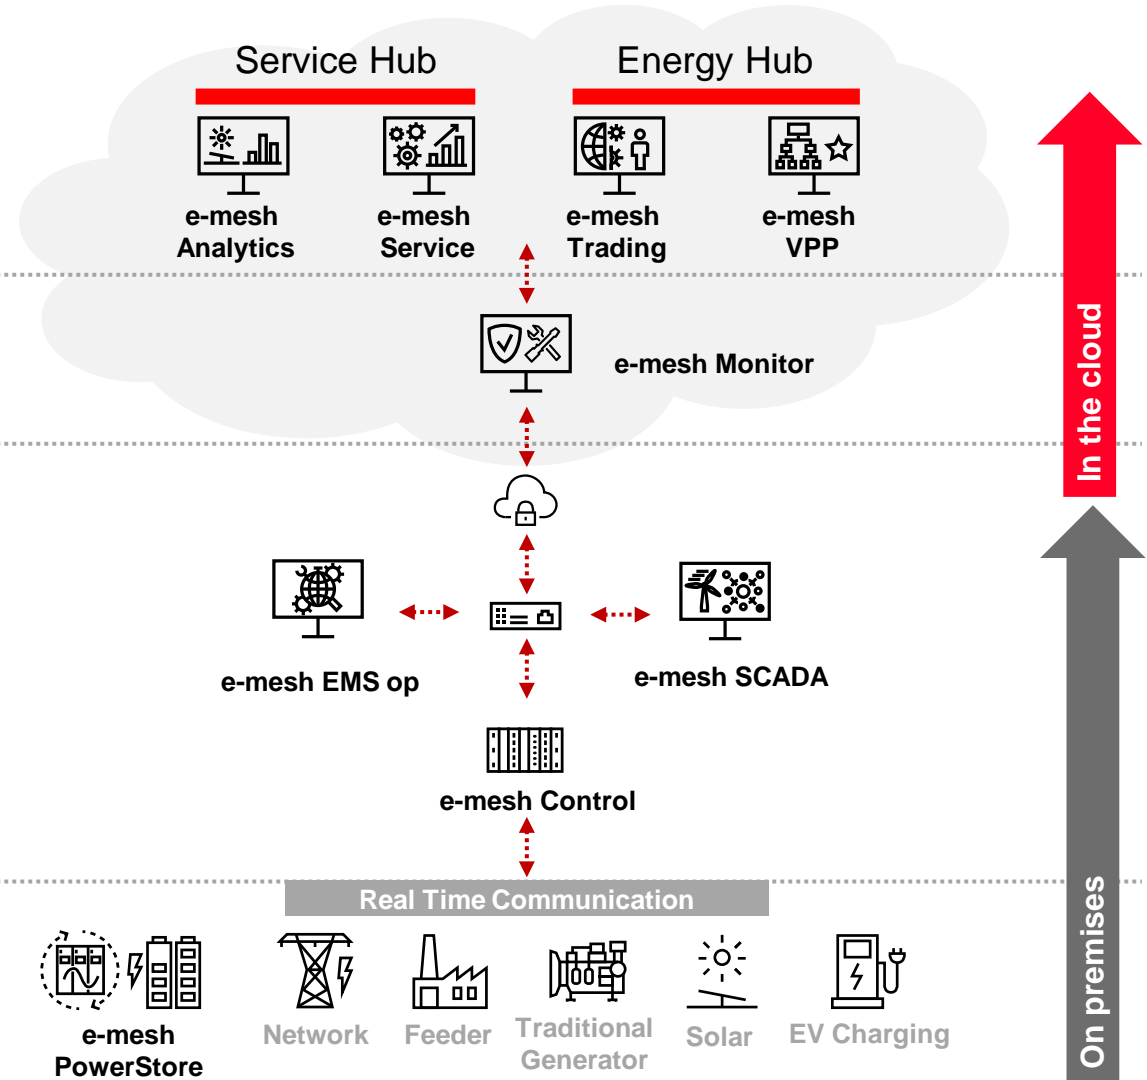 Service Hub
Energy Hub
e-mesh
Analytics
e-mesh
Service
e-mesh
Trading
e-mesh
VPP
In the cloud
e-mesh Monitor
e-mesh EMS op
e-mesh SCADA
e-mesh Control
On premises
Real Time Communication
e-mesh
PowerStore
Network
Feeder
Traditional
Generator
Solar
EV Charging